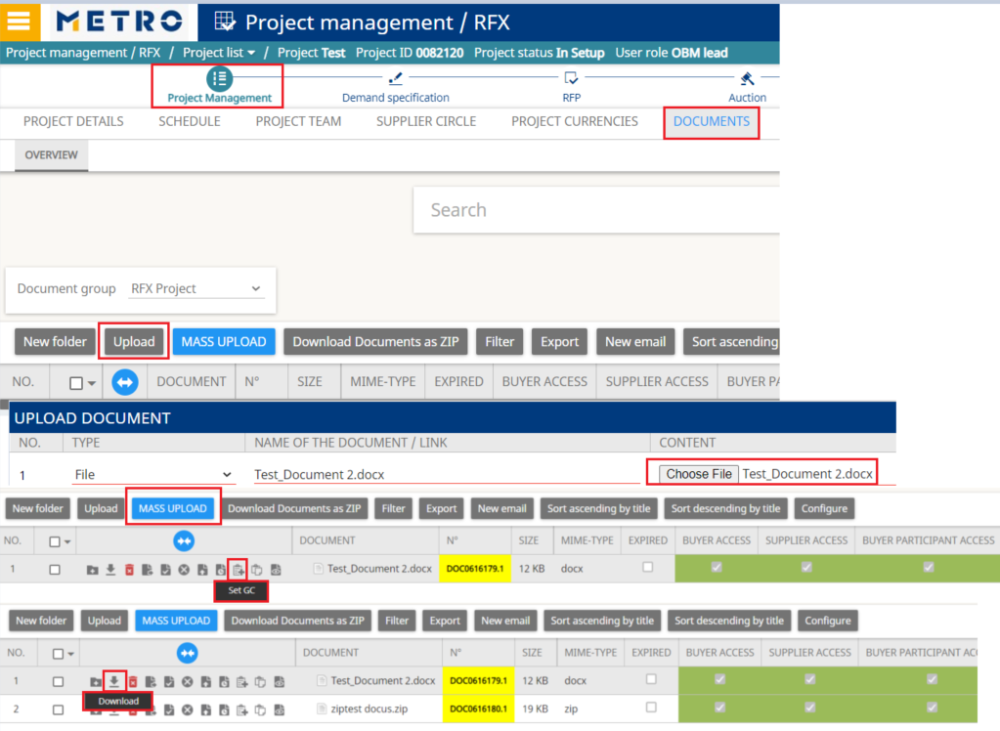 METRO Project management / RFX
Project management / RFX / Project list / Project Test Project ID 0082120 Project status In Setup User role OBM lead
Project Management Demand specification RFP Auction
PROJECT DETAILS SCHEDULE PROJECT TEAM SUPPLIER CIRCLE PROJECT CURRENCIES DOCUMENTS
OVERVIEW
Search
Document group RFX Project
New folder Upload MASS UPLOAD Download Documents as ZIP Filter Export New email Sort ascending
NO. DOCUMENT N° SIZE MIME-TYPE EXPIRED BUYER ACCESS SUPPLIER ACCESS BUYER PA
UPLOAD DOCUMENT
NO. TYPE NAME OF THE DOCUMENT / LINK CONTENT
1 File Test_Document 2.docx Choose File Test_Document 2.docx
New folder Upload MASS UPLOAD Download Documents as ZIP Filter Export New email Sort ascending by title Sort descending by title Configure
NO. DOCUMENT N° SIZE MIME-TYPE EXPIRED BUYER ACCESS SUPPLIER ACCESS BUYER PARTICIPANT ACCESS
1 Test_Document 2.docx DOC0616179.1 12 KB docx
Set GC
New folder Upload MASS UPLOAD Download Documents as ZIP Filter Export New email Sort ascending by title Sort descending by title Configure
NO. DOCUMENT N° SIZE MIME-TYPE EXPIRED BUYER ACCESS SUPPLIER ACCESS BUYER PARTICIPANT ACC
1 Test_Document 2.docx DOC0616179.1 12 KB docx
Download
2 ziptest docus.zip DOC0616180.1 19 KB zip